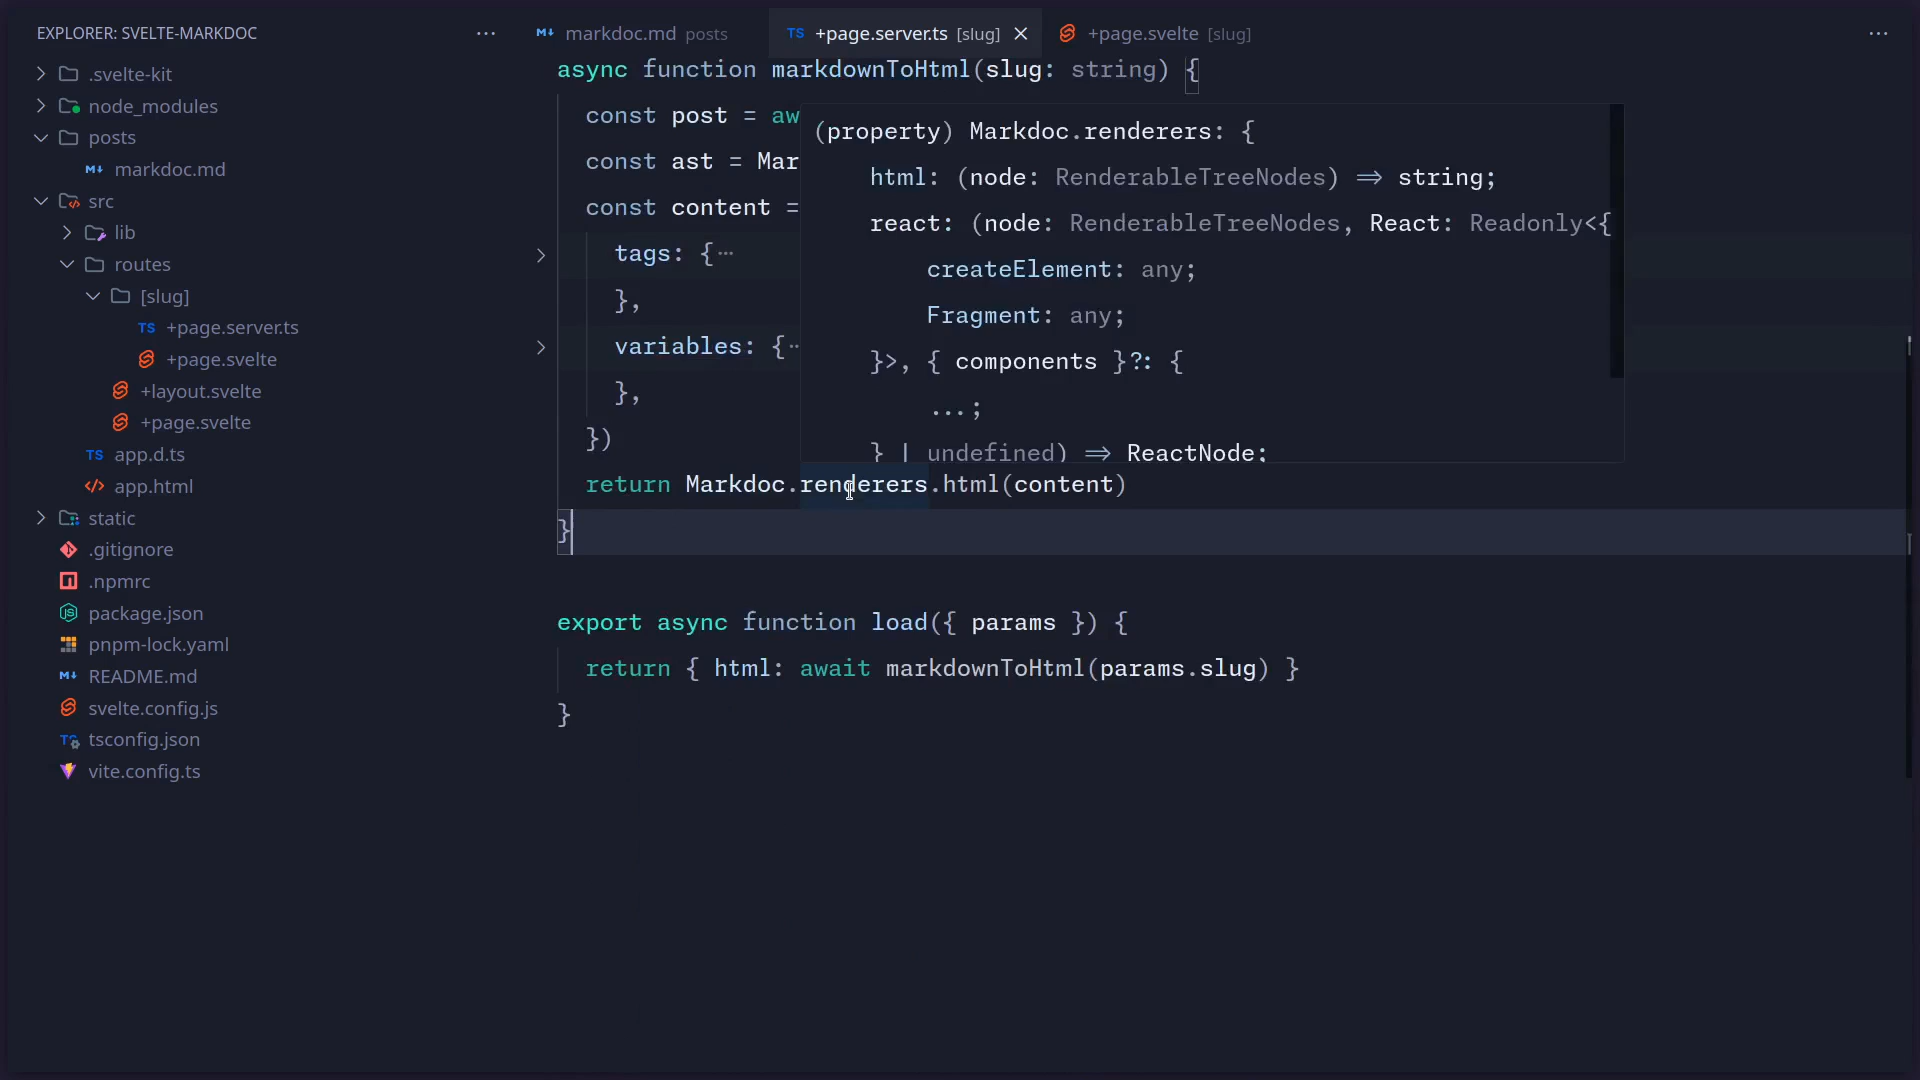 EXPLORER: SVELTE-MARKDOC
.svelte-kit
node_modules
posts
markdoc.md
src
lib
routes
[slug]
TS +page.server.ts
+page.svelte
+layout.svelte
+page.svelte
TS app.d.ts
app.html
static
.gitignore
.npmrc
package.json
pnpm-lock.yaml
README.md
svelte.config.js
tsconfig.json
vite.config.ts
markdoc.md posts
TS +page.server.ts [slug]
+page.svelte [slug]
async function markdownToHtml(slug: string) {
const post = aw
const ast = Mar
const content =
tags: {···
},
variables: {··
},
})
return Markdoc.renderers.html(content)
}
export async function load({ params }) {
return { html: await markdownToHtml(params.slug) }
}
(property) Markdoc.renderers: {
html: (node: RenderableTreeNodes) => string;
react: (node: RenderableTreeNodes, React: Readonly<{
createElement: any;
Fragment: any;
}>, { components }?: {
...;
} | undefined) => ReactNode;